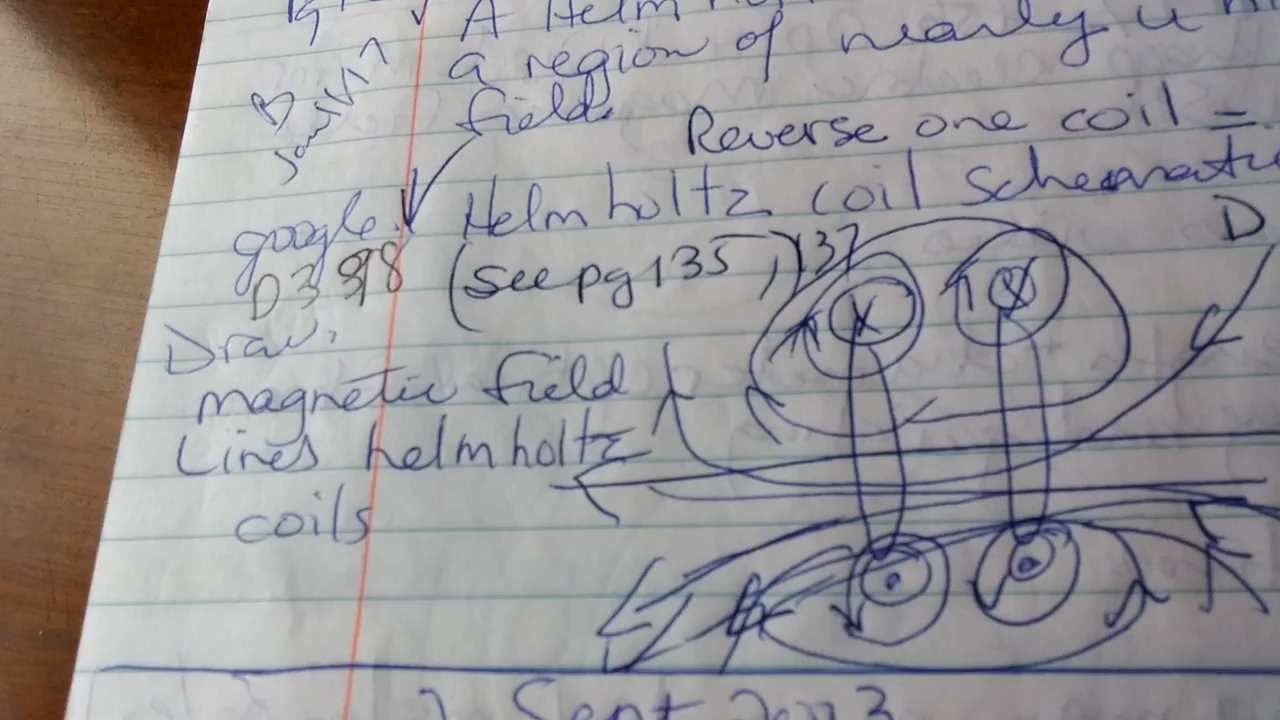 A Helm
a region of nearly u
field.
Reverse one coil =
google Helmholtz coil schematic
(see pg 135, 137
D
Draw
magnetic field
Lines helmholtz
coils
X X
Sept 2023